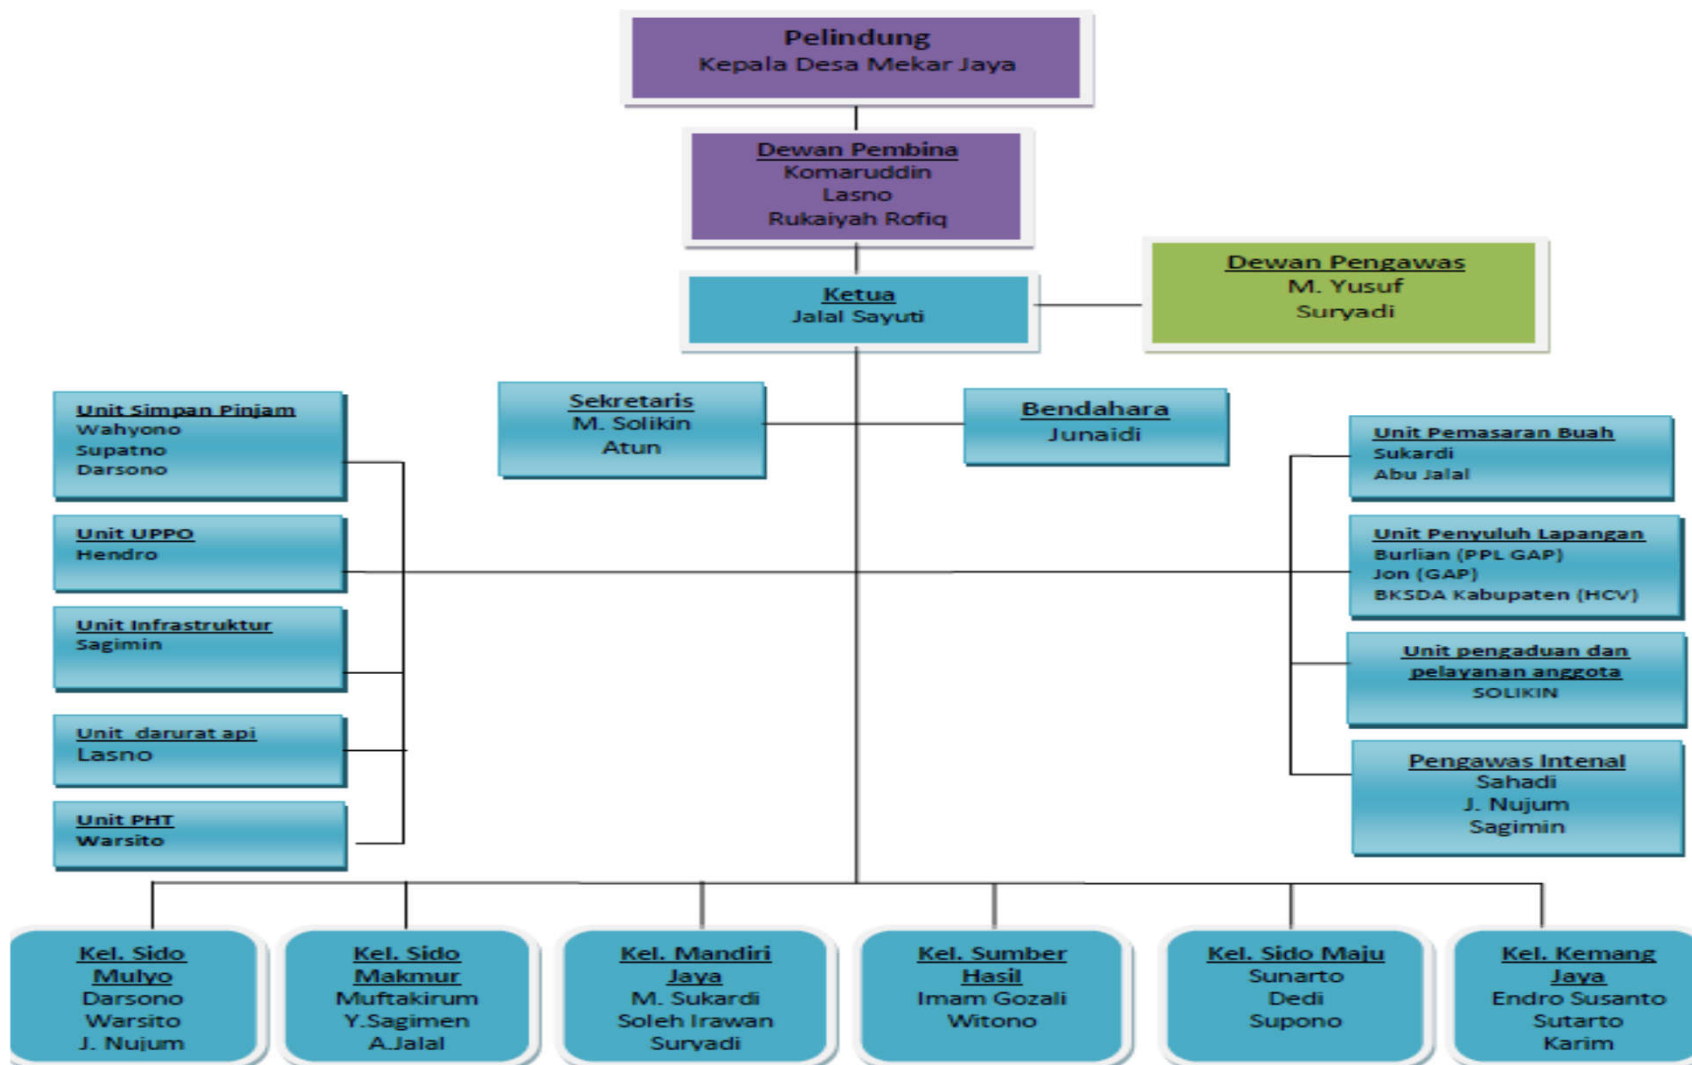 Pelindung
Kepala Desa Mekar Jaya
Dewan Pembina
Komaruddin
Lasno
Rukaiyah Rofiq
Dewan Pengawas
M. Yusuf
Suryadi
Ketua
Jalal Sayuti
Sekretaris
M. Solikin
Atun
Bendahara
Junaidi
Unit Simpan Pinjam
Wahyono
Supatno
Darsono
Unit UPPO
Hendro
Unit Infrastruktur
Sagimin
Unit darurat api
Lasno
Unit PHT
Warsito
Unit Pemasaran Buah
Sukardi
Abu Jalal
Unit Penyuluh Lapangan
Burlian (PPL GAP)
Jon (GAP)
BKSDA Kabupaten (HCV)
Unit pengaduan dan
pelayanan anggota
SOLIKIN
Pengawas Intenal
Sahadi
J. Nujum
Sagimin
Kel. Sido
Mulyo
Darsono
Warsito
J. Nujum
Kel. Sido
Makmur
Muftakirum
Y.Sagimen
A.Jalal
Kel. Mandiri
Jaya
M. Sukardi
Soleh Irawan
Suryadi
Kel. Sumber
Hasil
Imam Gozali
Witono
Kel. Sido Maju
Sunarto
Dedi
Supono
Kel. Kemang
Jaya
Endro Susanto
Sutarto
Karim